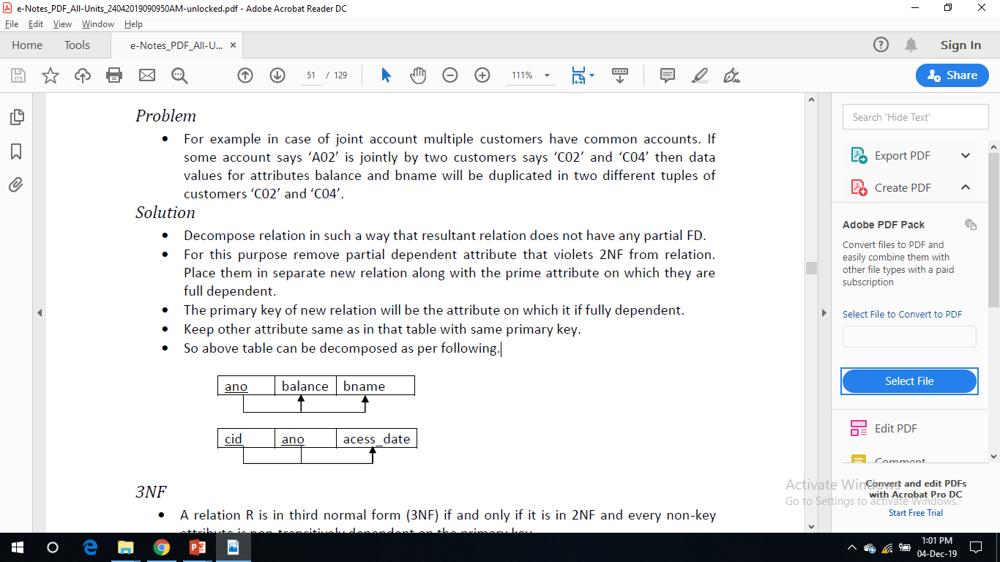 e-Notes_PDF_All-Units_24042019090950AM-unlocked.pdf - Adobe Acrobat Reader DC
File Edit View Window Help
Home Tools e-Notes_PDF_All-U... × Sign In
51 / 129 111% Share
Problem
• For example in case of joint account multiple customers have common accounts. If
some account says ‘A02’ is jointly by two customers says ‘C02’ and ‘C04’ then data
values for attributes balance and bname will be duplicated in two different tuples of
customers ‘C02’ and ‘C04’.
Solution
• Decompose relation in such a way that resultant relation does not have any partial FD.
• For this purpose remove partial dependent attribute that violets 2NF from relation.
Place them in separate new relation along with the prime attribute on which they are
full dependent.
• The primary key of new relation will be the attribute on which it if fully dependent.
• Keep other attribute same as in that table with same primary key.
• So above table can be decomposed as per following.
ano balance bname
cid ano acess_date
3NF
• A relation R is in third normal form (3NF) if and only if it is in 2NF and every non-key
attribute is non-transitively dependent on the primary key.
Search 'Hide Text'
Export PDF
Create PDF
Adobe PDF Pack
Convert files to PDF and
easily combine them with
other file types with a paid
subscription
Select File to Convert to PDF
Select File
Edit PDF
Comment
Convert and edit PDFs
with Acrobat Pro DC
Start Free Trial
Activate Windows
Go to Settings to activate Windows.
1:01 PM
04-Dec-19